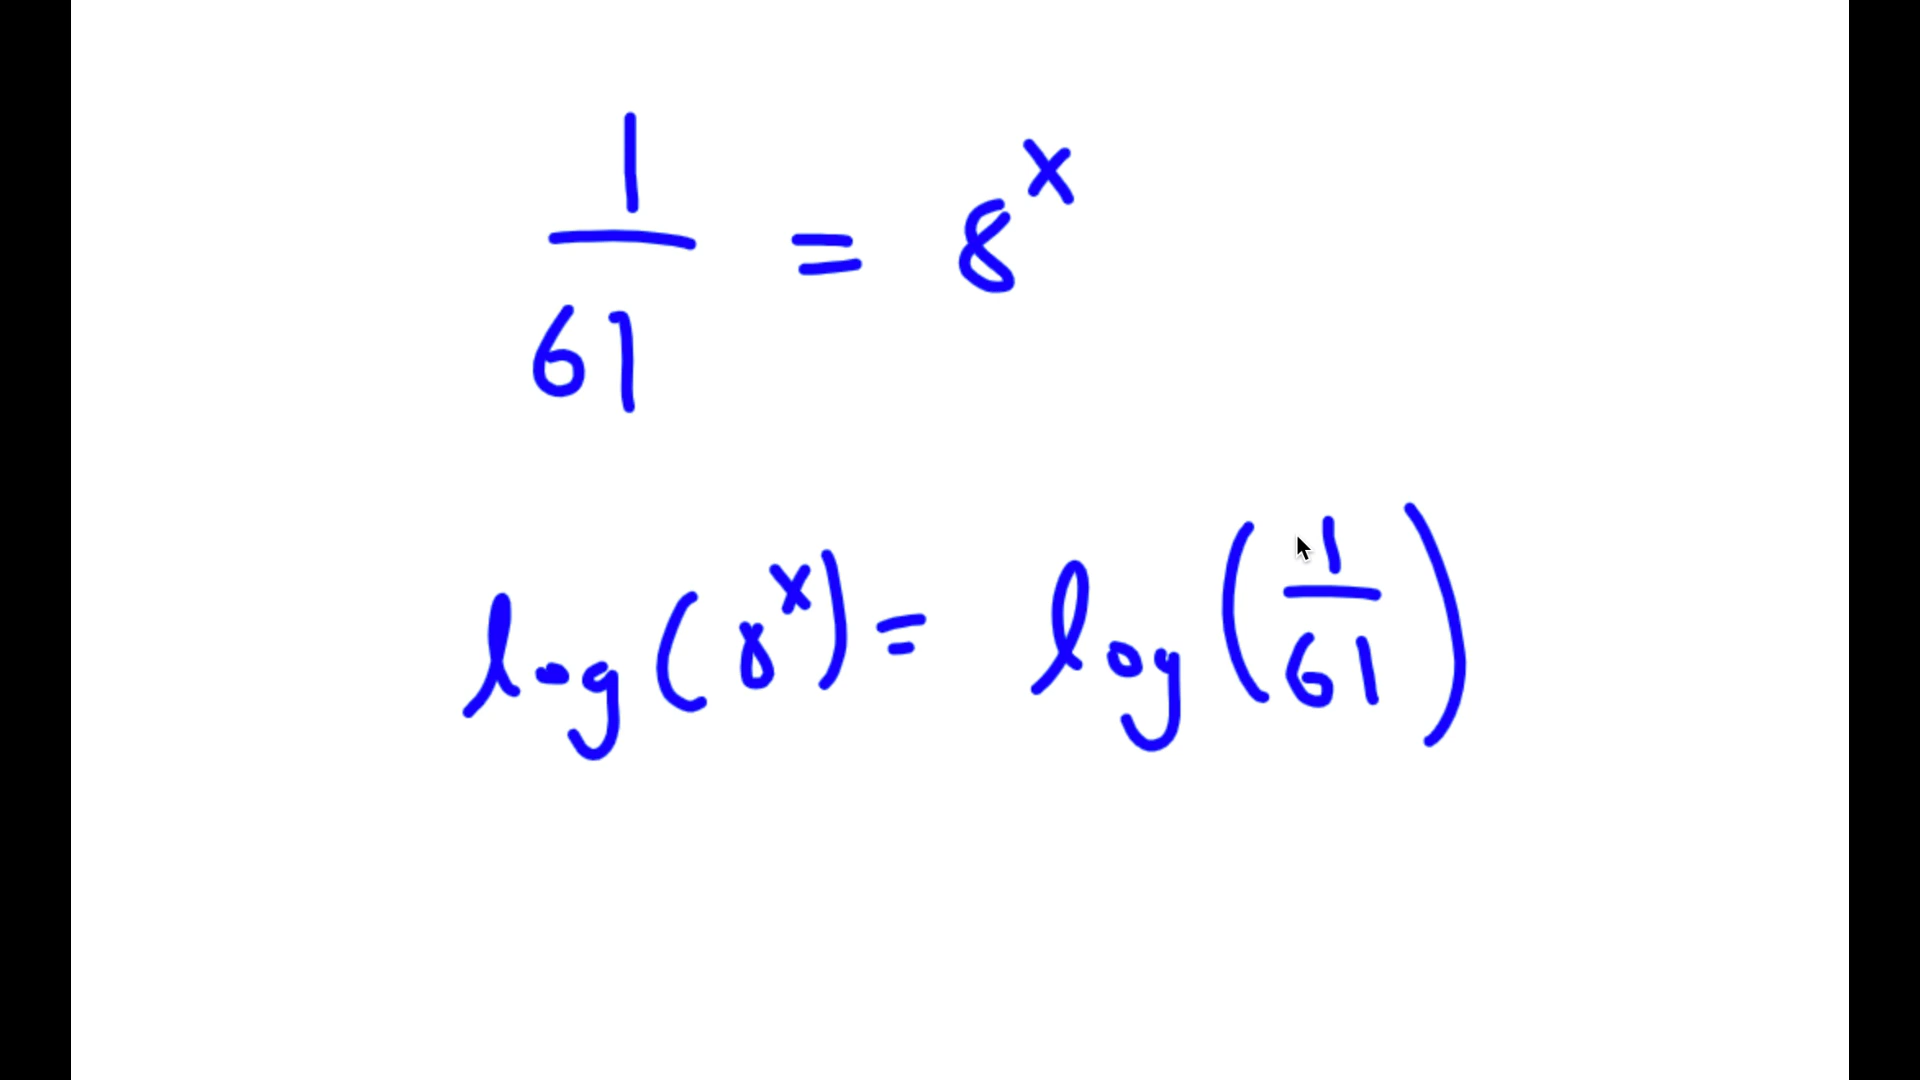 1/61 = 8^x
log(8^x) = log(1/61)